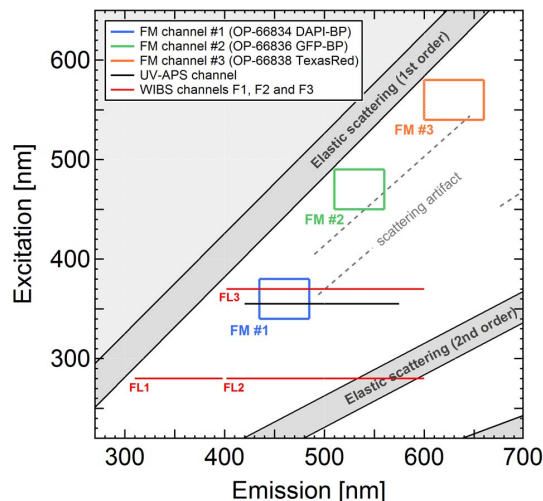 FM channel #1 (OP-66834 DAPI-BP)
FM channel #2 (OP-66836 GFP-BP)
FM channel #3 (OP-66838 TexasRed)
UV-APS channel
WIBS channels F1, F2 and F3
Elastic scattering (1st order)
FM #3
FM #2
scattering artifact
FL3
FM #1
FL1
FL2
Elastic scattering (2nd order)
600
500
400
300
Excitation [nm]
300
400
500
600
700
Emission [nm]